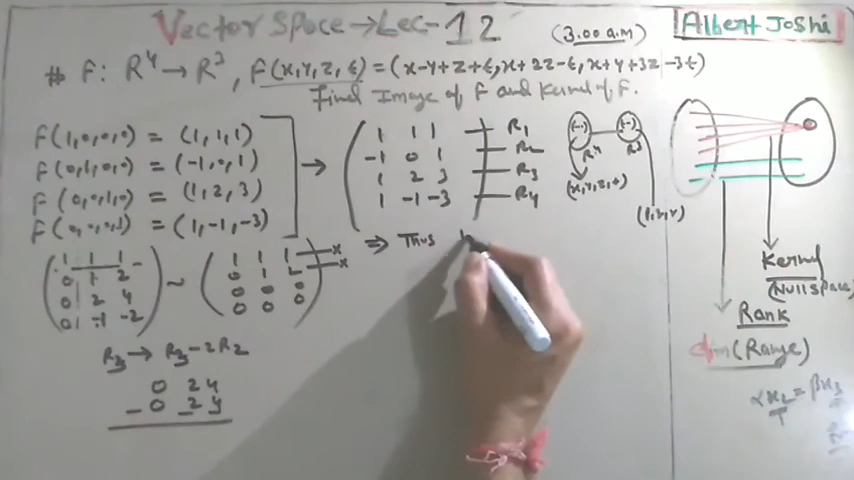 Vector Space → Lec-12
(3.00 a.m)
Albert Joshi
# F: R⁴ → R³, F(x,y,z,t) = (x-y+z+t, x+2z-t, x+y+3z-3t)
Find Image of F and Kernel of F.
F(1,0,0,0) = (1,1,1)
F(0,1,0,0) = (-1,0,1)
F(0,0,1,0) = (1,2,3)
F(0,0,0,1) = (1,-1,-3)
→
1 1 1 R₁
-1 0 1 R₂
1 2 3 R₃
1 -1 -3 R₄
(--) (--)
R⁴ R³
(x,y,z,t)
1 1 1
0 1 2
0 2 4
0 -1 -2
~
1 1 1 x
0 1 2 x
0 0 0
0 0 0
⇒ Thus
R₃ → R₃-2R₂
0 2 4
- 0 2 4
Kernel
(Null Space)
Rank
dim (Range)